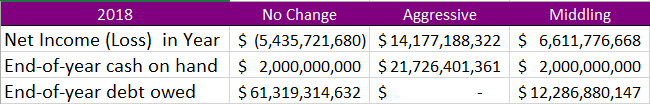 2018 No Change Aggressive Middling
Net Income (Loss) in Year $ (5,435,721,680) $ 14,177,188,322 $ 6,611,776,668
End-of-year cash on hand $ 2,000,000,000 $ 21,726,401,361 $ 2,000,000,000
End-of-year debt owed $ 61,319,314,632 $ - $ 12,286,880,147